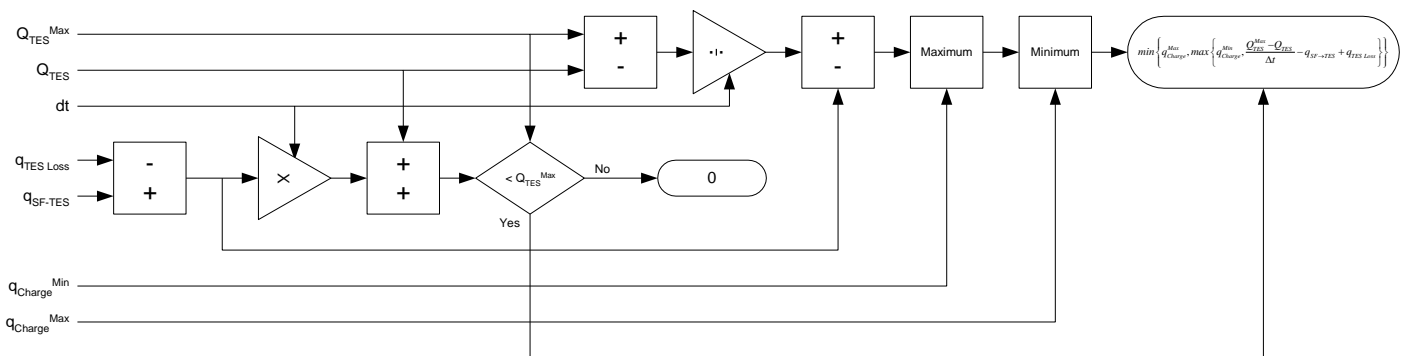 Q_TES^Max
Q_TES
dt
q_TES Loss
q_SF-TES
q_Charge^Min
q_Charge^Max
+
-
÷
+
-
Maximum
Minimum
min{q_Charge^Max, max{q_Charge^Min, (Q_TES^Max − Q_TES)/Δt − q_SF→TES + q_TES Loss}}
-
+
X
+
+
< Q_TES^Max
No
0
Yes